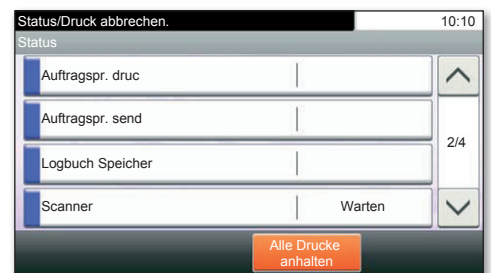 Status/Druck abbrechen.
10:10
Status
Auftragspr. druc
Auftragspr. send
2/4
Logbuch Speicher
Scanner
Warten
Alle Drucke
anhalten